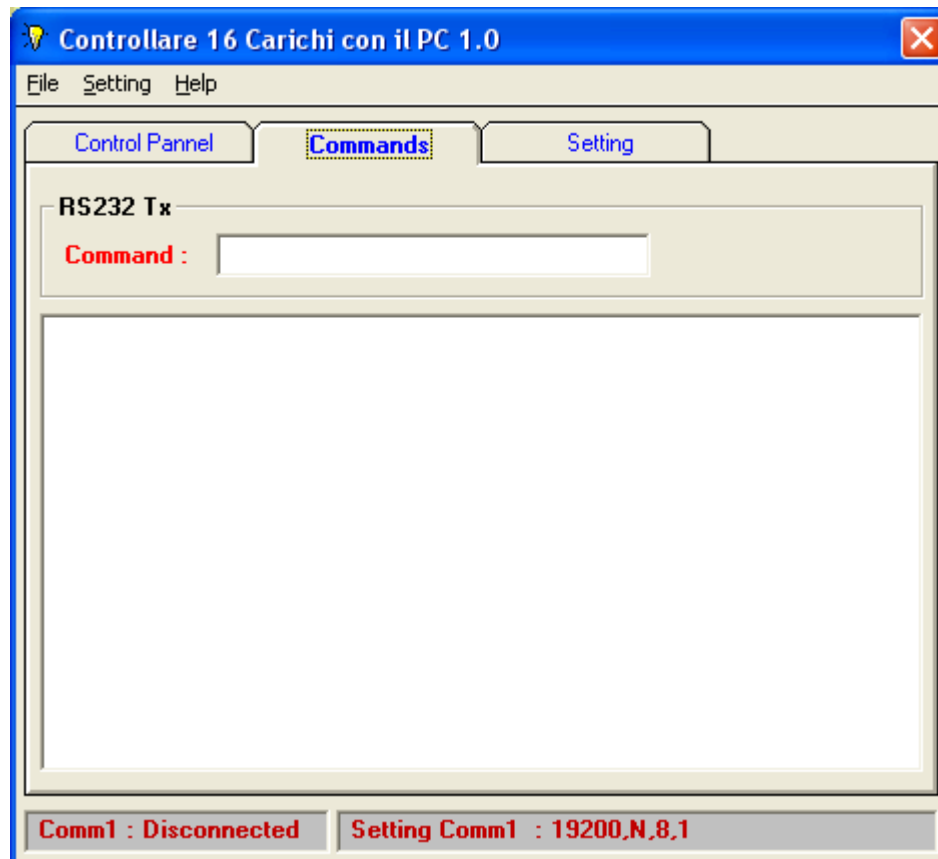 Controllare 16 Carichi con il PC 1.0
File Setting Help
Control Pannel Commands Setting
RS232 Tx
Command :
Comm1 : Disconnected Setting Comm1 : 19200,N,8,1